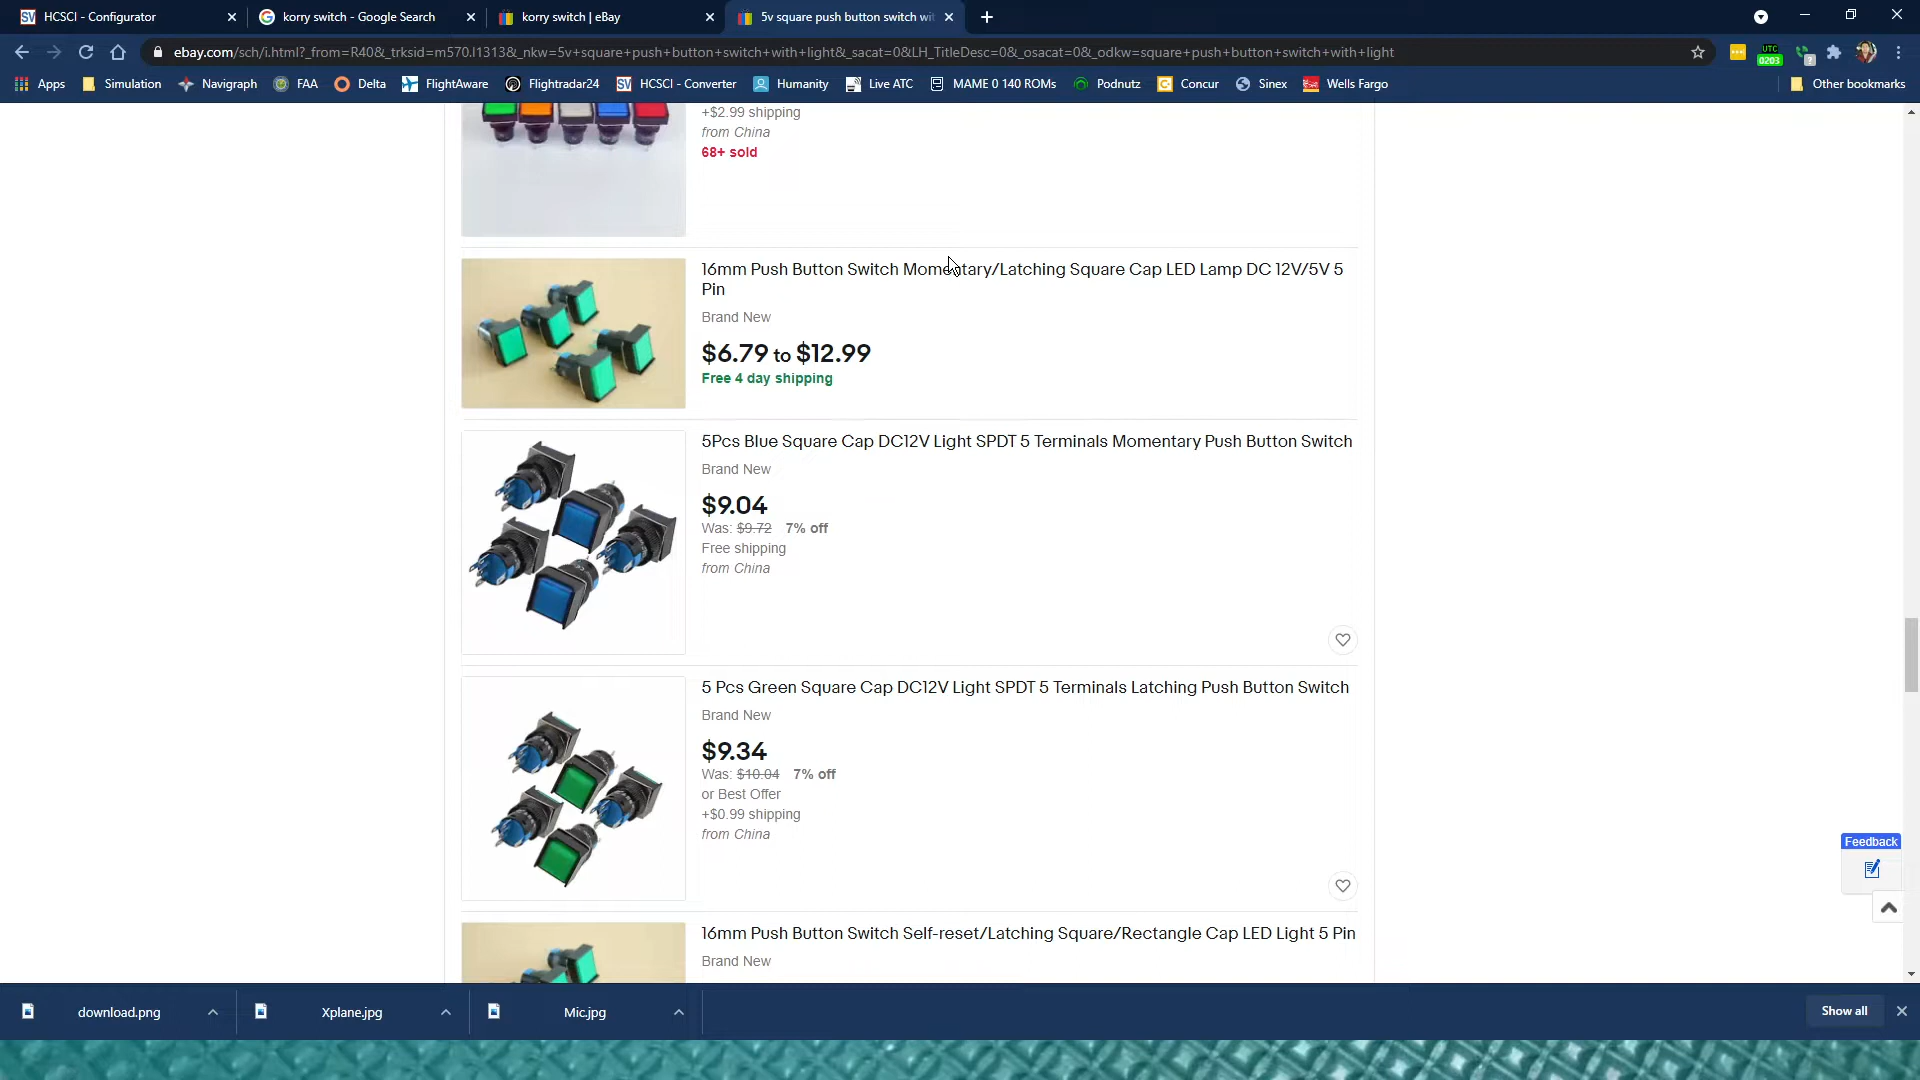 HCSCI - Configurator
korry switch - Google Search
korry switch | eBay
5v square push button switch wit
ebay.com/sch/i.html?_from=R40&_trksid=m570.l1313&_nkw=5v+square+push+button+switch+with+light&_sacat=0&LH_TitleDesc=0&_osacat=0&_odkw=square+push+button+switch+with+light
UTC
0203
Apps
Simulation
Navigraph
FAA
Delta
FlightAware
Flightradar24
HCSCI - Converter
Humanity
Live ATC
MAME 0 140 ROMs
Podnutz
Concur
Sinex
Wells Fargo
Other bookmarks
+$2.99 shipping
from China
68+ sold
16mm Push Button Switch Momentary/Latching Square Cap LED Lamp DC 12V/5V 5
Pin
Brand New
$6.79 to $12.99
Free 4 day shipping
5Pcs Blue Square Cap DC12V Light SPDT 5 Terminals Momentary Push Button Switch
Brand New
$9.04
Was: $9.72 7% off
Free shipping
from China
5 Pcs Green Square Cap DC12V Light SPDT 5 Terminals Latching Push Button Switch
Brand New
$9.34
Was: $10.04 7% off
or Best Offer
+$0.99 shipping
from China
Feedback
16mm Push Button Switch Self-reset/Latching Square/Rectangle Cap LED Light 5 Pin
Brand New
download.png
Xplane.jpg
Mic.jpg
Show all